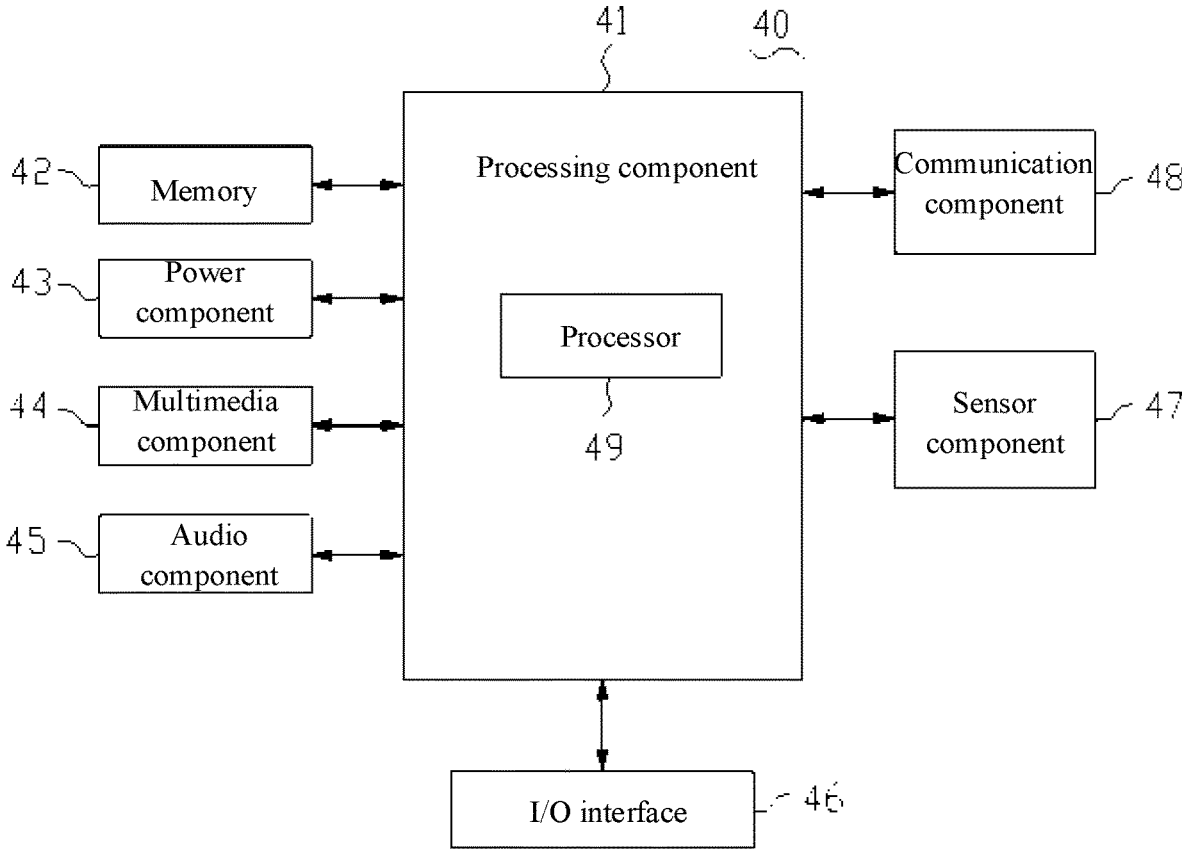 41
40
42
Memory
Processing component
Communication
component
48
43
Power
component
Processor
49
44
Multimedia
component
Sensor
component
47
45
Audio
component
I/O interface
46